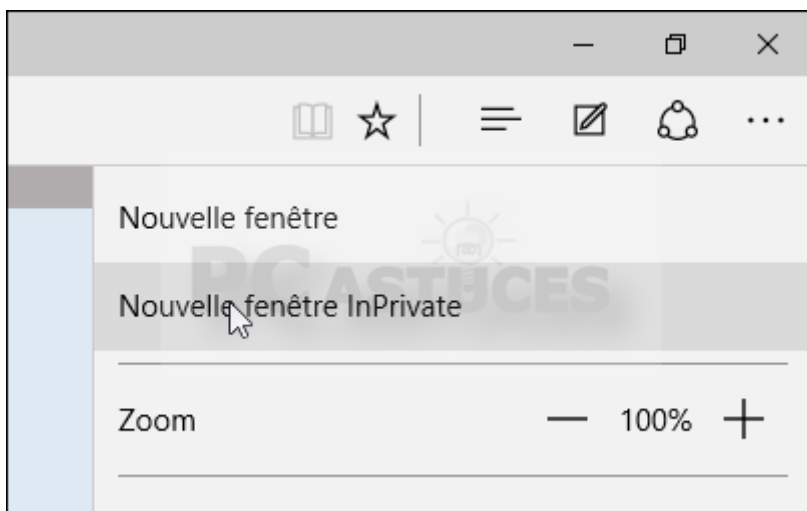 Nouvelle fenêtre
PC ASTUCES
Nouvelle fenêtre InPrivate
Zoom
100%